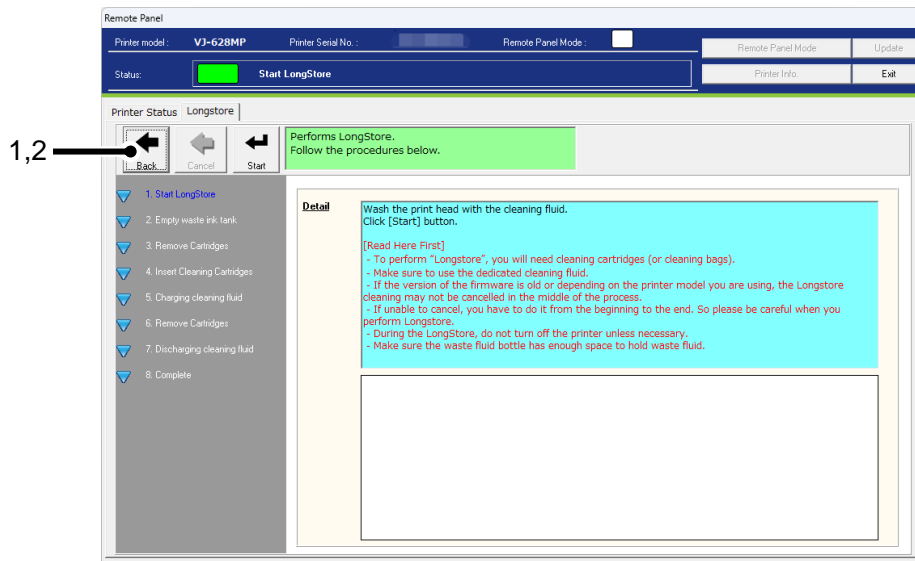 Remote Panel
Printer model : VJ-628MP Printer Serial No. : Remote Panel Mode :
Remote Panel Mode Update
Status: Start LongStore
Printer Info. Exit
Printer Status Longstore
1,2
Back Cancel Start
Performs LongStore.
Follow the procedures below.
1. Start LongStore
2. Empty waste ink tank
3. Remove Cartridges
4. Insert Cleaning Cartridges
5. Charging cleaning fluid
6. Remove Cartridges
7. Discharging cleaning fluid
8. Complete
Detail
Wash the print head with the cleaning fluid.
Click [Start] button.
[Read Here First]
- To perform "Longstore", you will need cleaning cartridges (or cleaning bags).
- Make sure to use the dedicated cleaning fluid.
- If the version of the firmware is old or depending on the printer model you are using, the Longstore
cleaning may not be cancelled in the middle of the process.
- If unable to cancel, you have to do it from the beginning to the end. So please be careful when you
perform Longstore.
- During the LongStore, do not turn off the printer unless necessary.
- Make sure the waste fluid bottle has enough space to hold waste fluid.